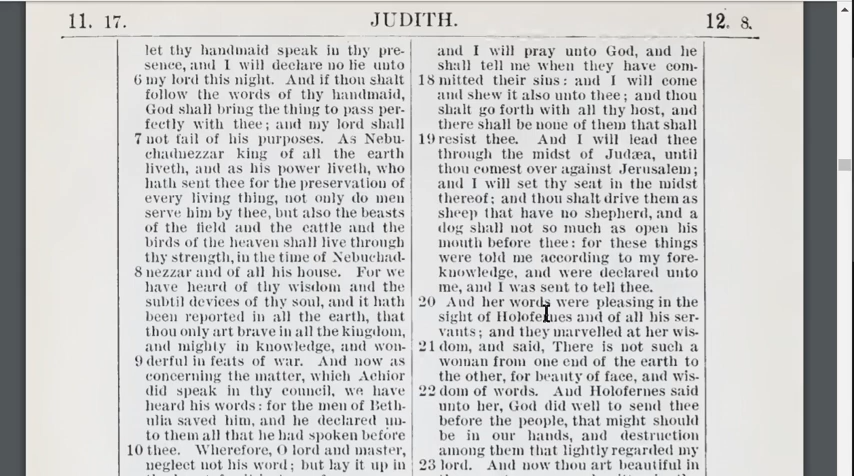 11. 17.
JUDITH.
12. 8.
let thy handmaid speak in thy pre-
sence, and I will declare no lie unto
6 my lord this night. And if thou shalt
follow the words of thy handmaid,
God shall bring the thing to pass per-
fectly with thee; and my lord shall
7 not fail of his purposes. As Nebu-
chadnezzar king of all the earth
liveth, and as his power liveth, who
hath sent thee for the preservation of
every living thing, not only do men
serve him by thee, but also the beasts
of the field and the cattle and the
birds of the heaven shall live through
thy strength, in the time of Nebuchad-
8 nezzar and of all his house. For we
have heard of thy wisdom and the
subtil devices of thy soul, and it hath
been reported in all the earth, that
thou only art brave in all the kingdom,
and mighty in knowledge, and won-
9 derful in feats of war. And now as
concerning the matter, which Achior
did speak in thy council, we have
heard his words: for the men of Beth-
ulia saved him, and he declared un-
to them all that he had spoken before
10 thee. Wherefore, O lord and master,
neglect not his word; but lay it up in
and I will pray unto God, and he
shall tell me when they have com-
18 mitted their sins: and I will come
and shew it also unto thee; and thou
shalt go forth with all thy host, and
there shall be none of them that shall
19 resist thee. And I will lead thee
through the midst of Judæa, until
thou comest over against Jerusalem;
and I will set thy seat in the midst
thereof; and thou shalt drive them as
sheep that have no shepherd, and a
dog shall not so much as open his
mouth before thee: for these things
were told me according to my fore-
knowledge, and were declared unto
me, and I was sent to tell thee.
20 And her words were pleasing in the
sight of Holofernes and of all his ser-
vants; and they marvelled at her wis-
21 dom, and said, There is not such a
woman from one end of the earth to
the other, for beauty of face, and wis-
22 dom of words. And Holofernes said
unto her, God did well to send thee
before the people, that might should
be in our hands, and destruction
among them that lightly regarded my
23 lord. And now thou art beautiful in